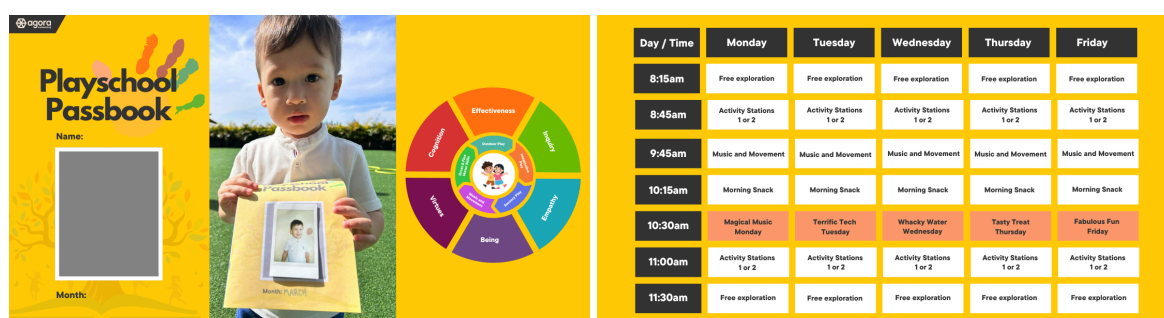 agora
Playschool
Passbook
Name:
Month:
Passbook
Month: MARCH
Effectiveness
Inquiry
Empathy
Being
Virtues
Cognition
Outdoor Play
Day / Time
Monday
Tuesday
Wednesday
Thursday
Friday
8:15am
Free exploration
Free exploration
Free exploration
Free exploration
Free exploration
8:45am
Activity Stations
1 or 2
Activity Stations
1 or 2
Activity Stations
1 or 2
Activity Stations
1 or 2
Activity Stations
1 or 2
9:45am
Music and Movement
Music and Movement
Music and Movement
Music and Movement
Music and Movement
10:15am
Morning Snack
Morning Snack
Morning Snack
Morning Snack
Morning Snack
10:30am
Magical Music
Monday
Terrific Tech
Tuesday
Whacky Water
Wednesday
Tasty Treat
Thursday
Fabulous Fun
Friday
11:00am
Activity Stations
1 or 2
Activity Stations
1 or 2
Activity Stations
1 or 2
Activity Stations
1 or 2
Activity Stations
1 or 2
11:30am
Free exploration
Free exploration
Free exploration
Free exploration
Free exploration